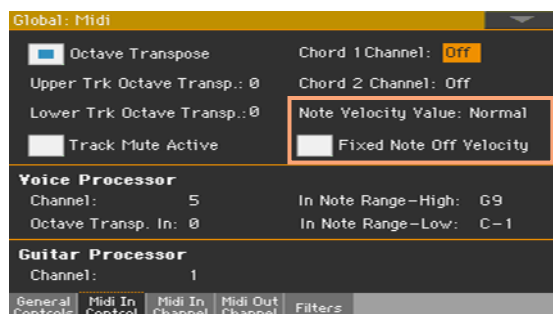 Global: Midi
Octave Transpose
Chord 1 Channel: Off
Upper Trk Octave Transp.: 0
Chord 2 Channel: Off
Lower Trk Octave Transp.: 0
Note Velocity Value: Normal
Track Mute Active
Fixed Note Off Velocity
Voice Processor
Channel: 5
In Note Range-High: G9
Octave Transp. In: 0
In Note Range-Low: C-1
Guitar Processor
Channel: 1
General Controls
Midi In Control
Midi In Channel
Midi Out Channel
Filters